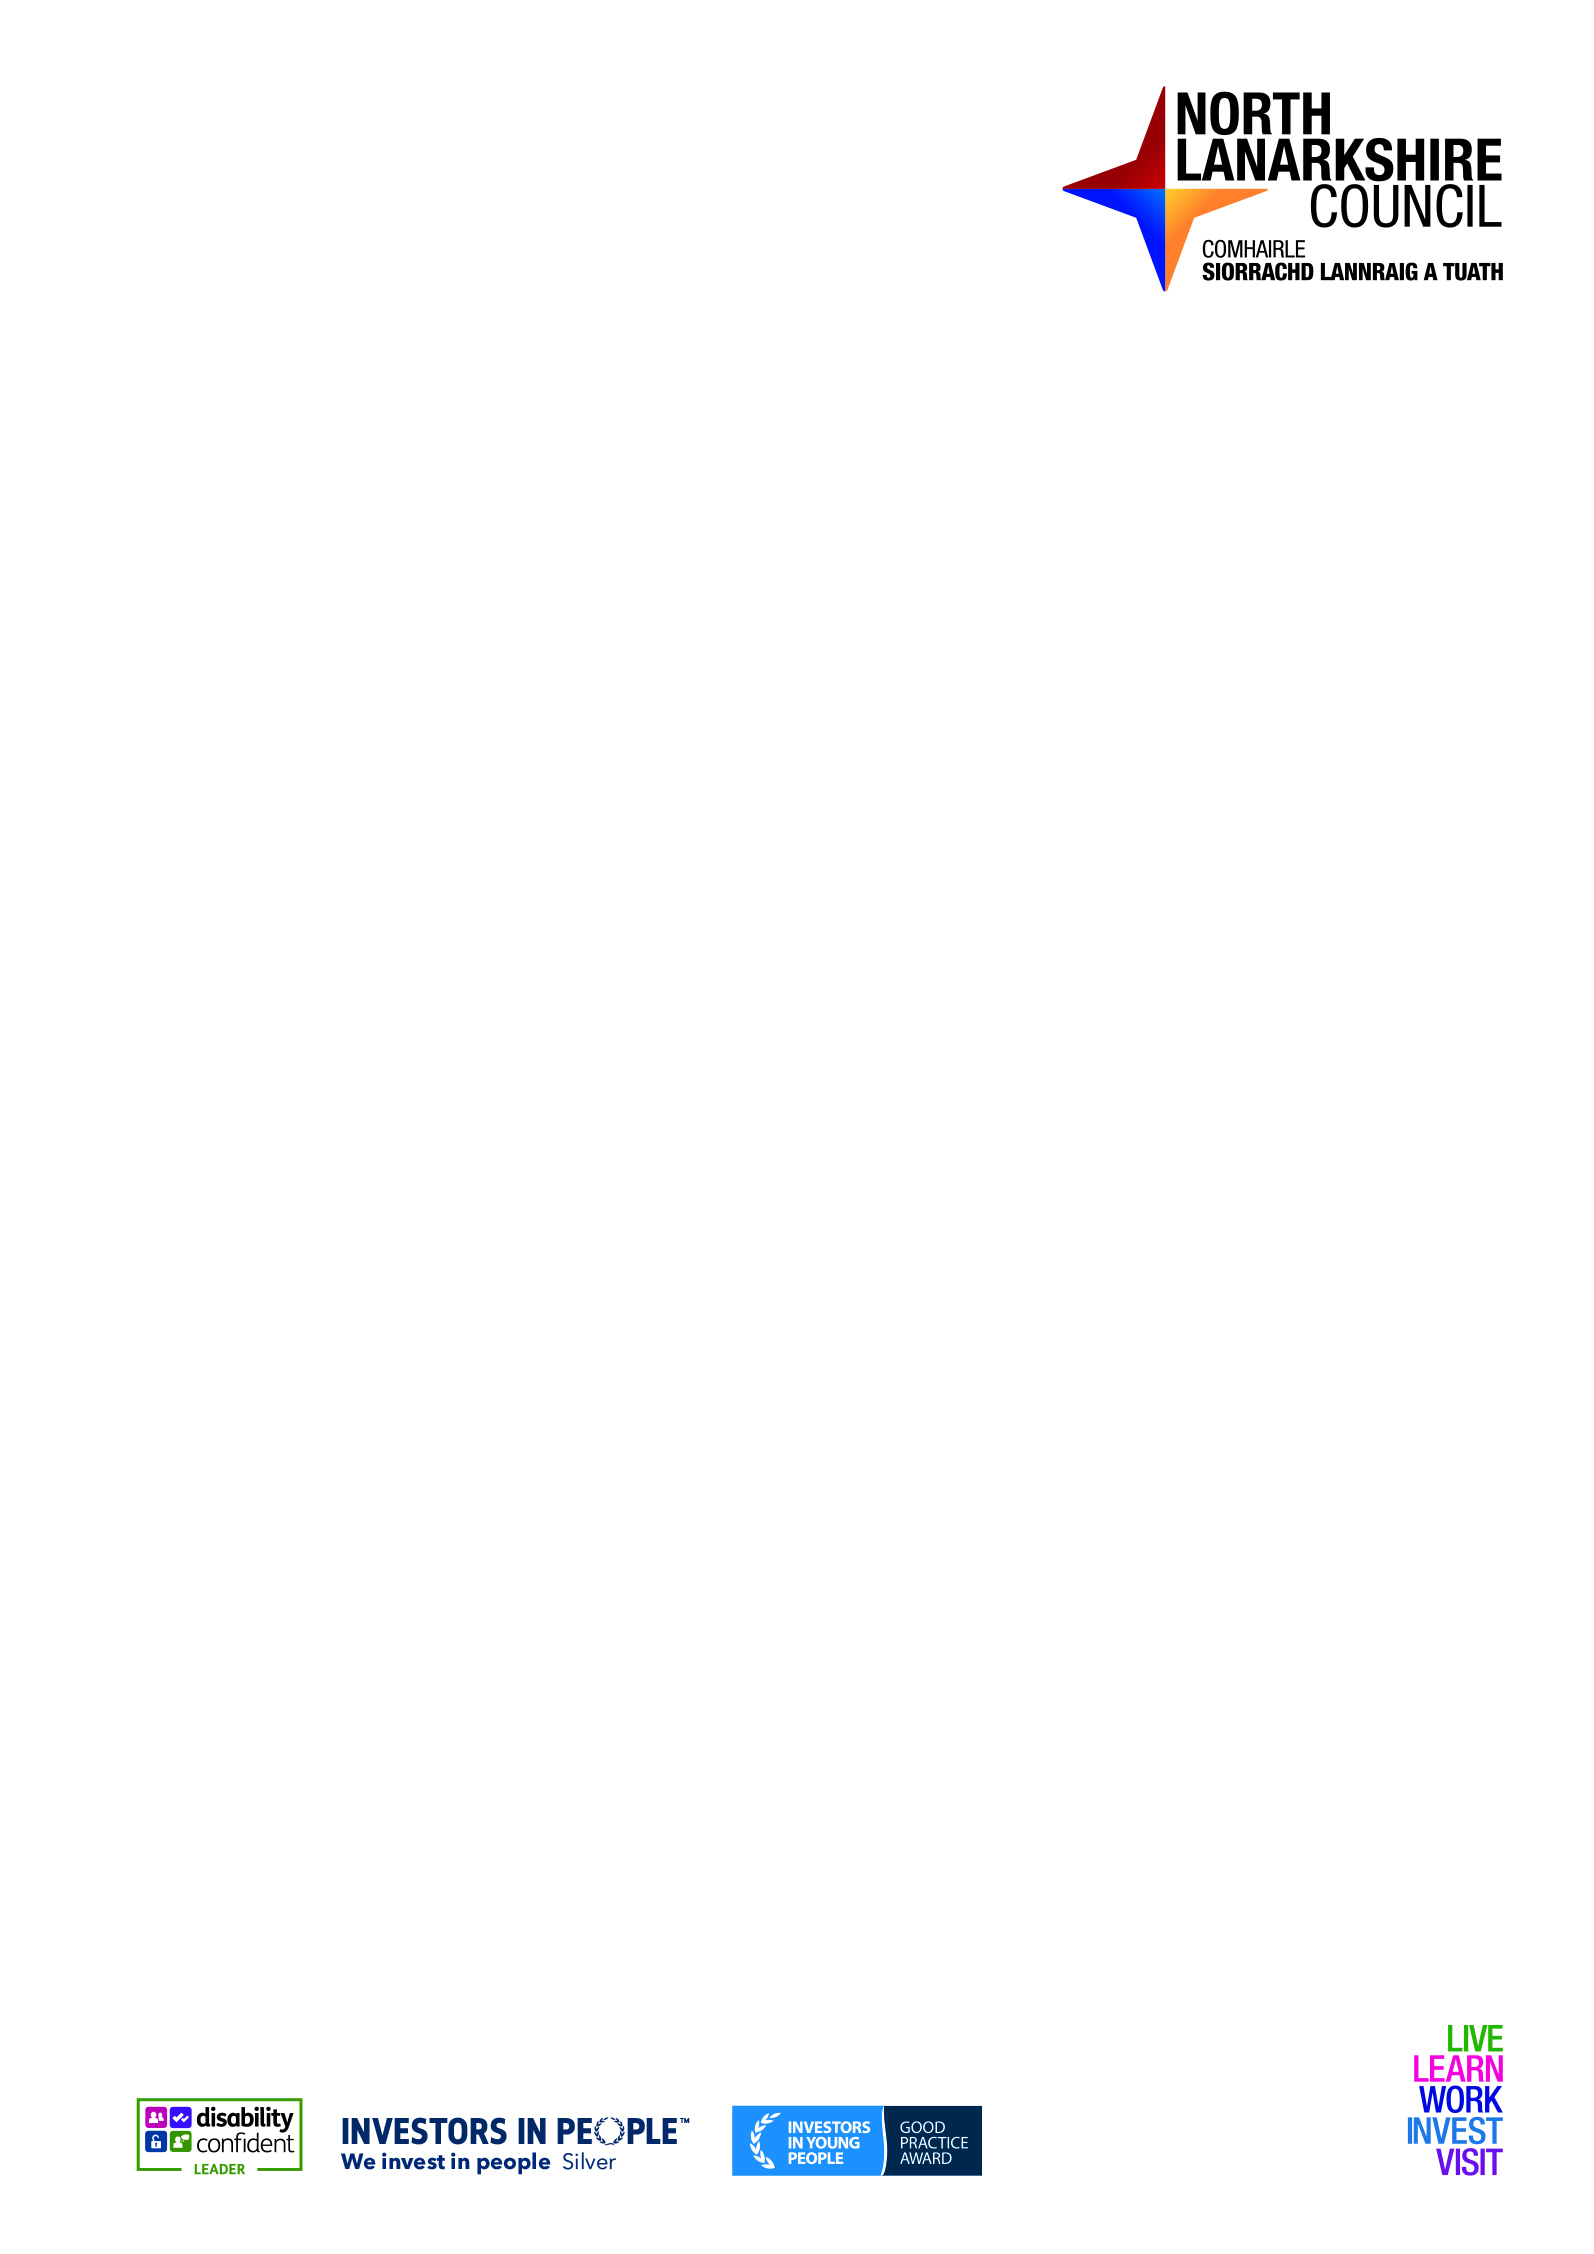 NORTH
LANARKSHIRE
COUNCIL
COMHAIRLE
SIORRACHD LANNRAIG A TUATH
LIVE
LEARN
WORK
INVEST
VISIT
disability
confident
LEADER
INVESTORS IN PEOPLE™
We invest in people Silver
INVESTORS
IN YOUNG
PEOPLE
GOOD
PRACTICE
AWARD